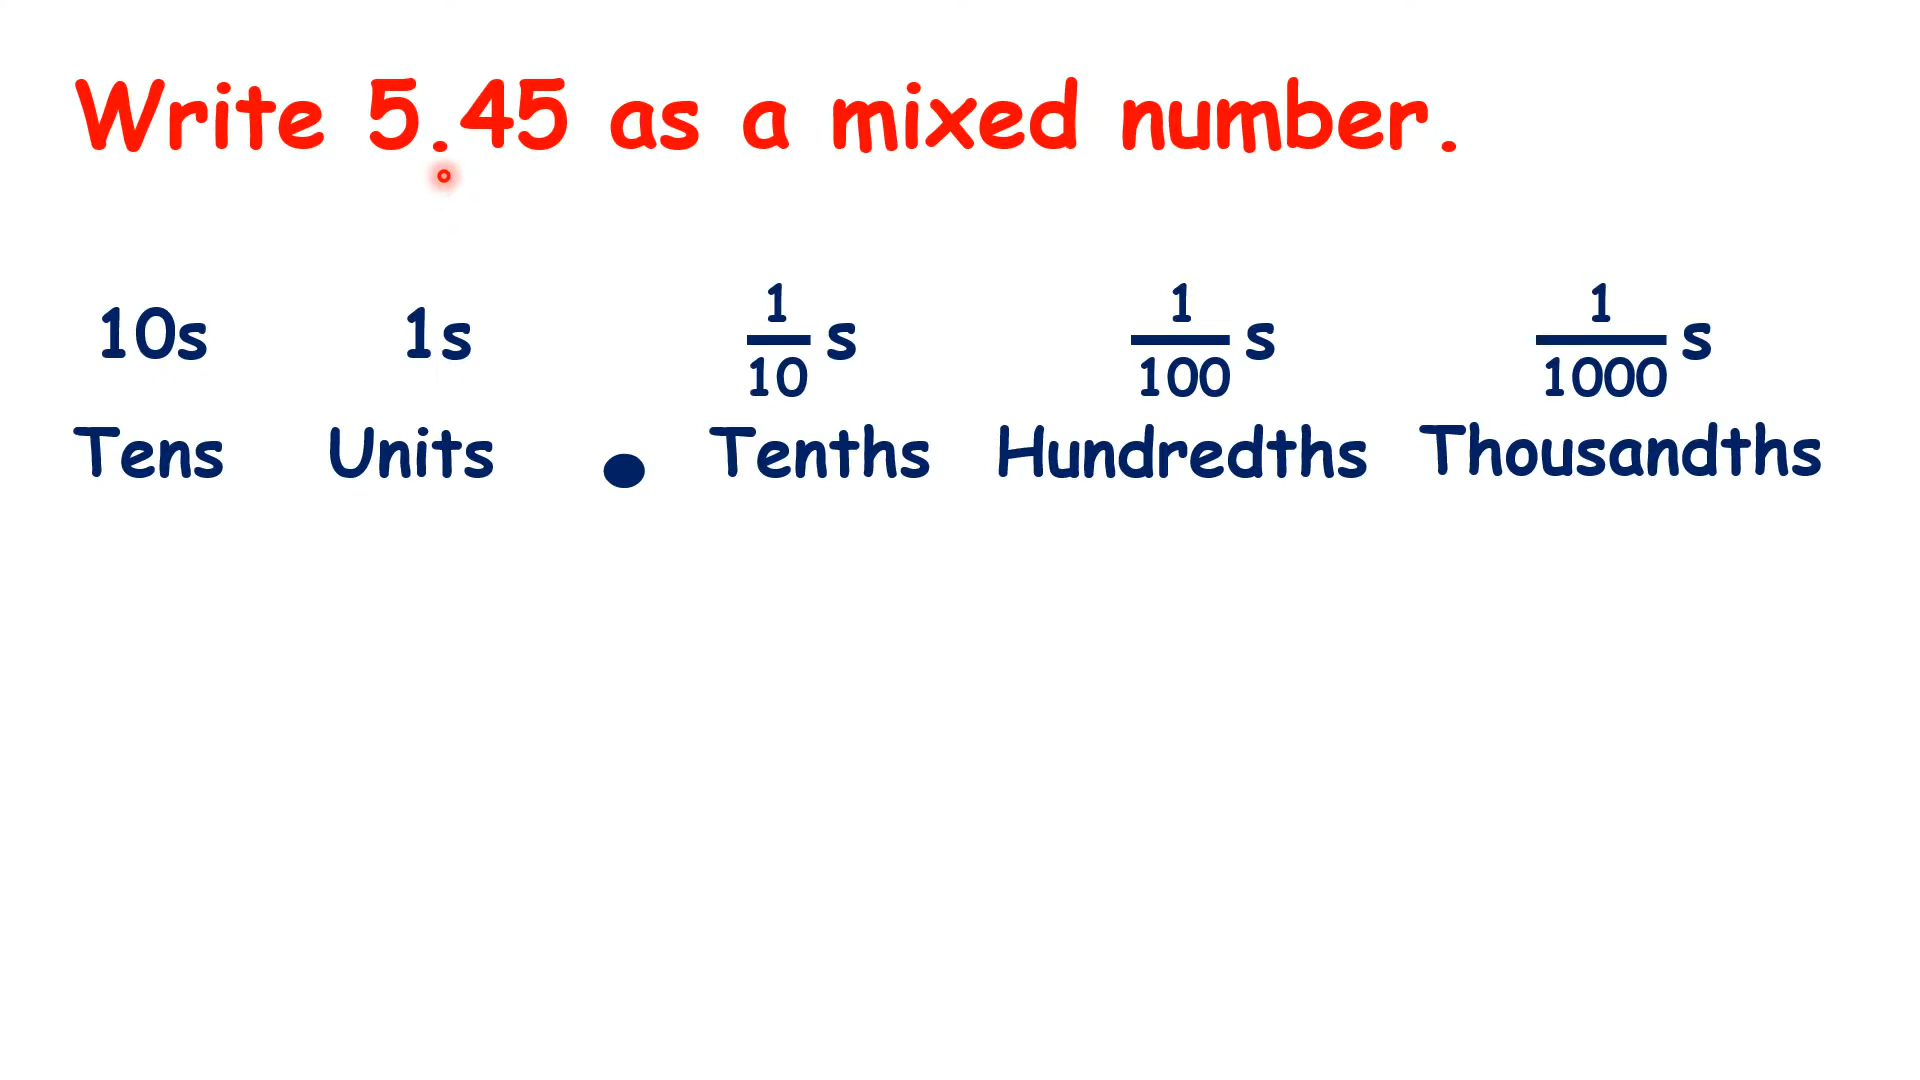 Write 5.45 as a mixed number.
10s 1s 1/10 s 1/100 s 1/1000 s
Tens Units . Tenths Hundredths Thousandths